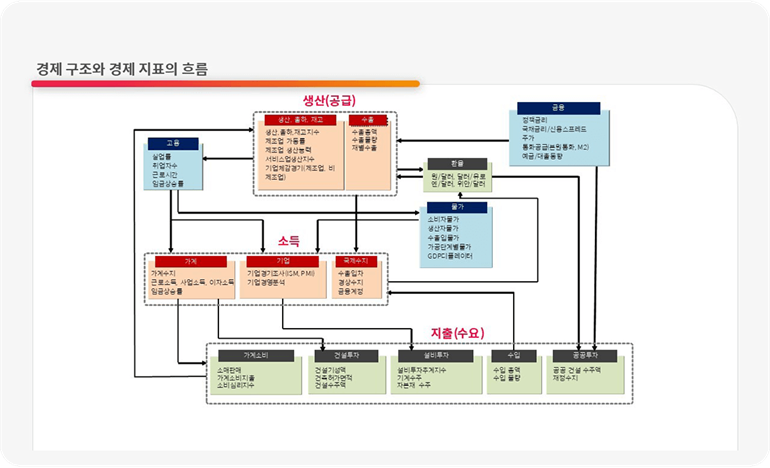 경제 구조와 경제 지표의 흐름
생산(공급)
생산, 출하, 재고
생산,출하,재고지수
제조업 가동률
제조업 생산능력
서비스업생산지수
기업체감경기(제조업, 비
제조업)
수출
수출총액
수출물량
재별수출
금융
정책금리
국채금리/신용스프레드
주가
통화공급(본원통화, M2)
예금/대출동향
고용
실업률
취업자수
근로시간
임금상승률
환율
원/달러, 달러/유로
엔/달러, 위안/달러
물가
소비자물가
생산자물가
수출입물가
가공단계별물가
GDP디플레이터
소득
가계
가계수지
근로소득, 사업소득, 이자소득
임금상승률
기업
기업경기조사(ISM, PMI)
기업경영분석
국제수지
수출입차
경상수지
금융계정
지출(수요)
가계소비
소매판매
가계소비지출
소비심리지수
건설투자
건설기성액
건축허가면적
건설수주액
설비투자
설비투자추계지수
기계수주
자본재 수주
수입
수입 총액
수입 물량
공공투자
공공 건설 수주액
재정수지